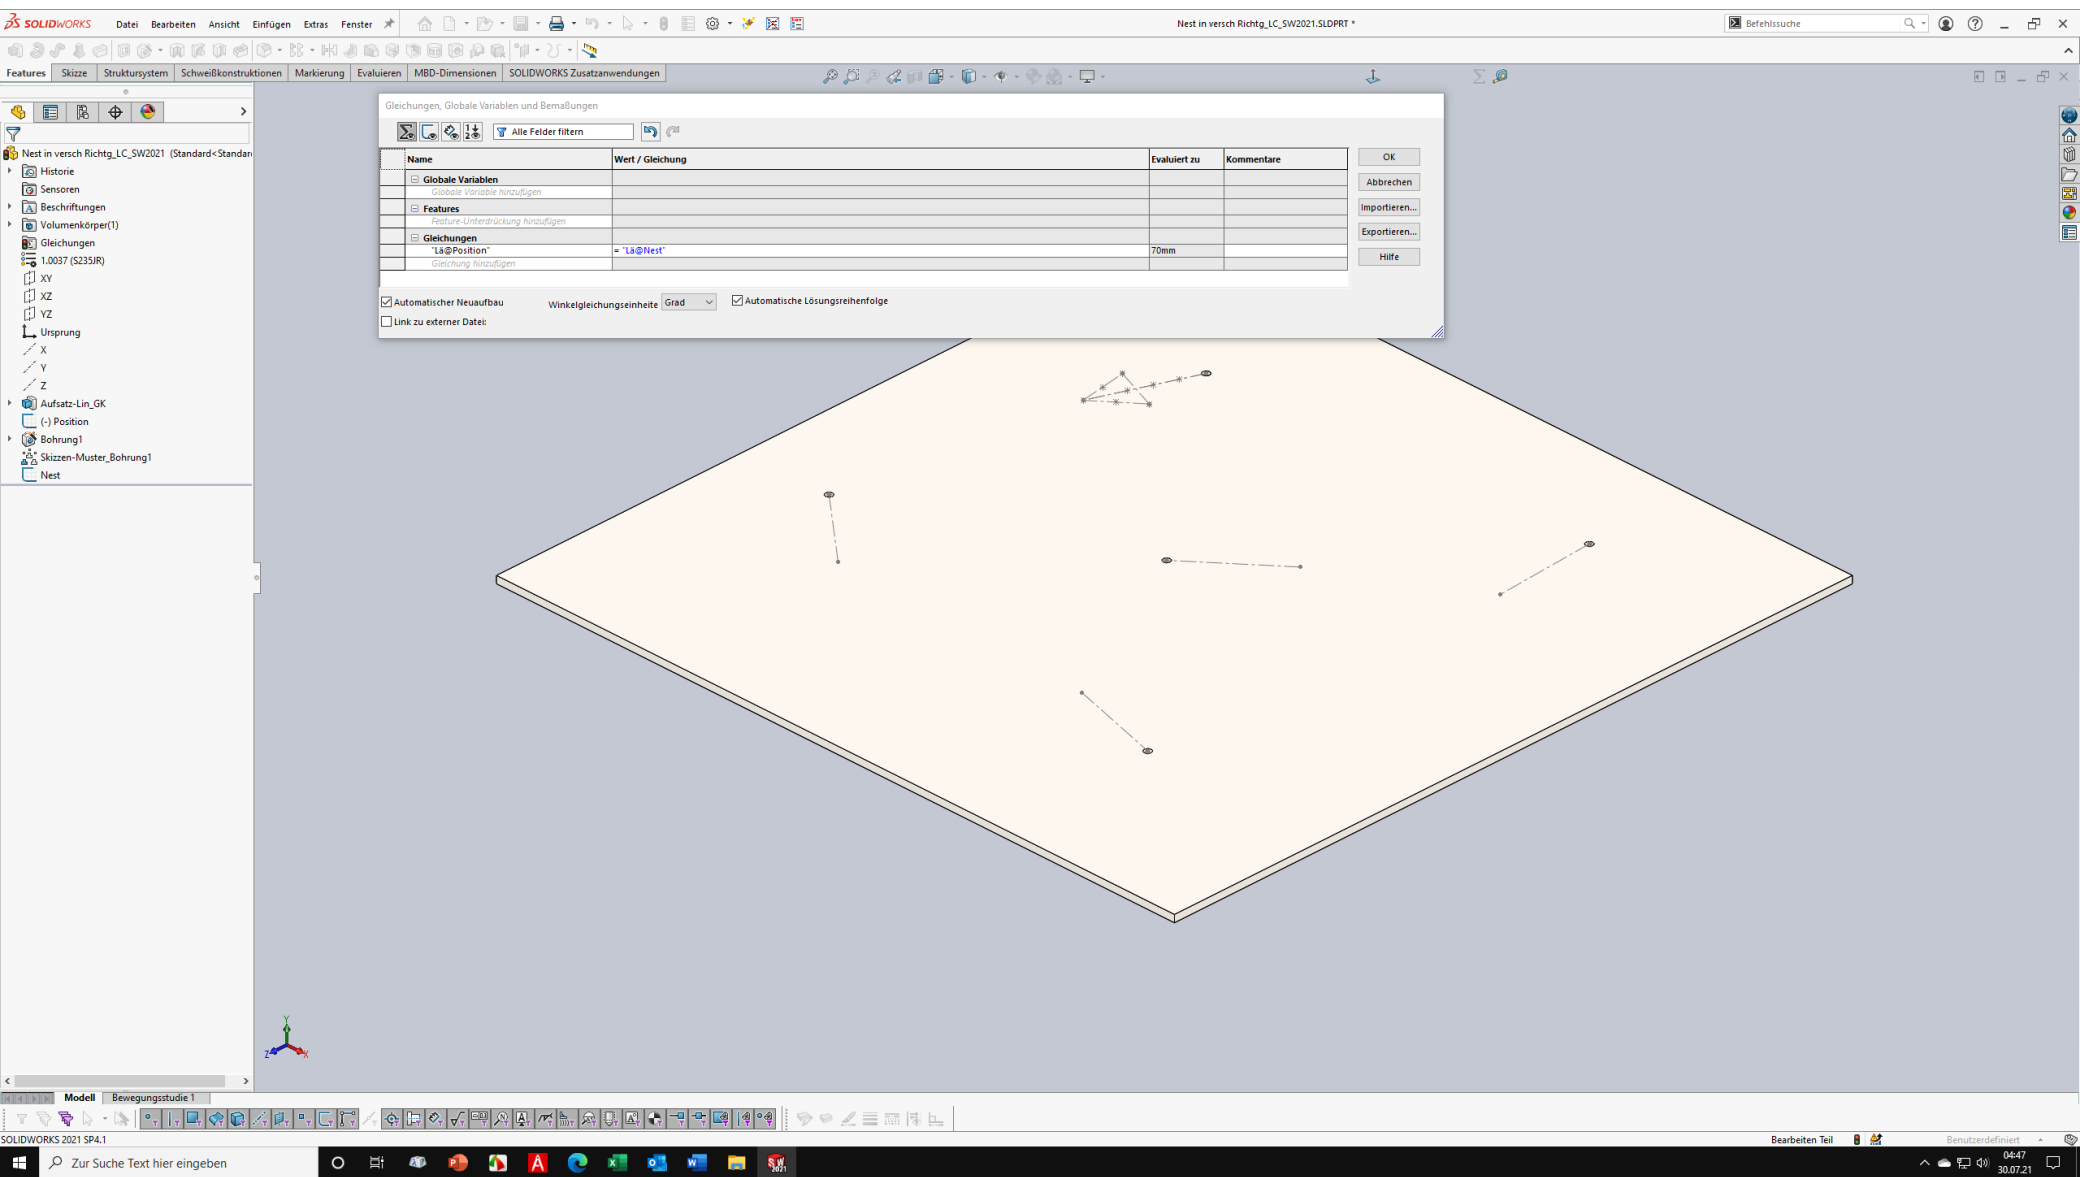 SOLIDWORKS Datei Bearbeiten Ansicht Einfügen Extras Fenster Nest in versch Richtg_LC_SW2021.SLDPRT * Befehlssuche
Features Skizze Struktursystem Schweißkonstruktionen Markierung Evaluieren MBD-Dimensionen SOLIDWORKS Zusatzanwendungen
Gleichungen, Globale Variablen und Bemaßungen
Alle Felder filtern
Name Wert / Gleichung Evaluiert zu Kommentare OK
Globale Variablen
Globale Variable hinzufügen
Abbrechen
Features
Feature-Unterdrückung hinzufügen
Importieren...
Gleichungen
Exportieren...
"Lä@Position" = "Lä@Nest" 70mm
Gleichung hinzufügen
Hilfe
Automatischer Neuaufbau Winkelgleichungseinheite Grad Automatische Lösungsreihenfolge
Link zu externer Datei:
Nest in versch Richtg_LC_SW2021 (Standard<Standar
Historie
Sensoren
Beschriftungen
Volumenkörper(1)
Gleichungen
1.0037 (S235JR)
XY
XZ
YZ
Ursprung
X
Y
Z
Aufsatz-Lin_GK
(-) Position
Bohrung1
Skizzen-Muster_Bohrung1
Nest
Y
Z X
Modell Bewegungsstudie 1
SOLIDWORKS 2021 SP4.1 Bearbeiten Teil Benutzerdefiniert
Zur Suche Text hier eingeben
04:47
30.07.21